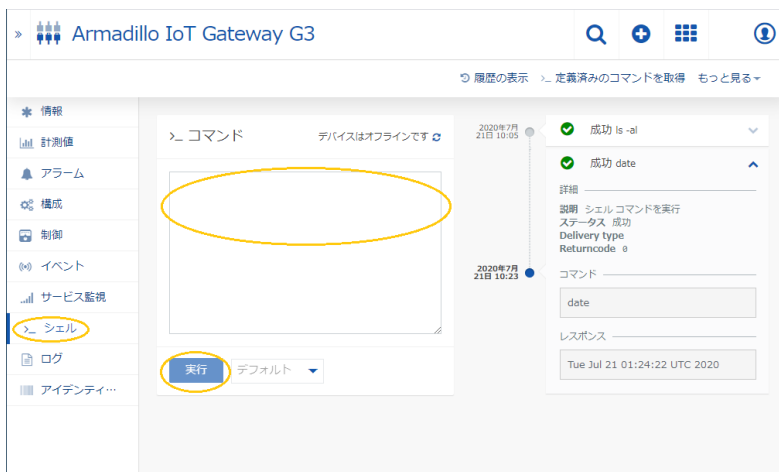 » Armadillo IoT Gateway G3
履歴の表示 >_ 定義済みのコマンドを取得 もっと見る
情報
計測値
アラーム
構成
制御
イベント
サービス監視
>_ シェル
ログ
アイデンティ…
>_ コマンド デバイスはオフラインです
実行 デフォルト
2020年7月
21日 10:05
成功 ls -al
成功 date
詳細
説明 シェル コマンドを実行
ステータス 成功
Delivery type
Returncode 0
2020年7月
21日 10:23
コマンド
date
レスポンス
Tue Jul 21 01:24:22 UTC 2020